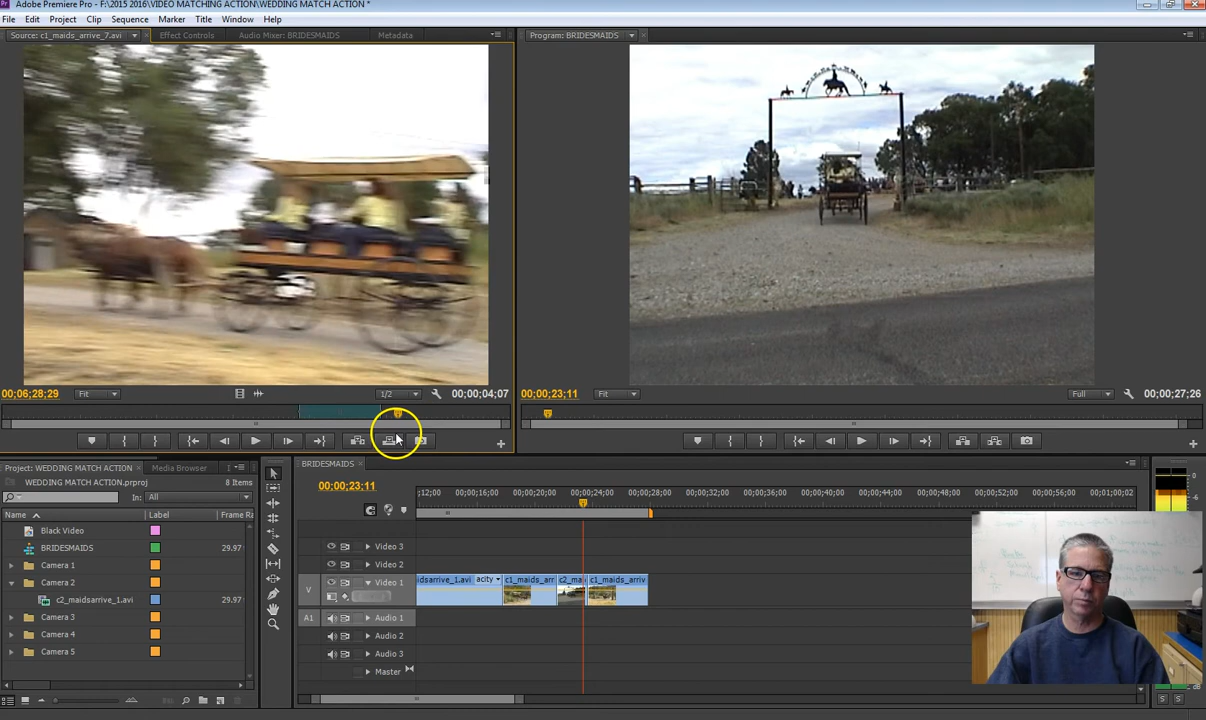 Adobe Premiere Pro - F:\2015 2016\VIDEO MATCHING ACTION\WEDDING MATCH ACTION *
File Edit Project Clip Sequence Marker Title Window Help
Source: c1_maids_arrive_7.avi Effect Controls Audio Mixer: BRIDESMAIDS Metadata
Program: BRIDESMAIDS
00;06;28;29 Fit 1/2 00;00;04;07
00;00;23;11 Fit Full 00;00;27;26
Project: WEDDING MATCH ACTION Media Browser
WEDDING MATCH ACTION.prproj 8 Items
In: All
Name Label Frame Ra
Black Video
BRIDESMAIDS 29.97
Camera 1
Camera 2
c2_maidsarrive_1.avi 29.97
Camera 3
Camera 4
Camera 5
BRIDESMAIDS
00;00;23;11
;12;00 00;00;16;00 00;00;20;00 00;00;24;00 00;00;28;00 00;00;32;00 00;00;36;00 00;00;40;00 00;00;44;00 00;00;48;00 00;00;52;00 00;00;56;00 00;01;00;02
Video 3
Video 2
V Video 1
idsarrive_1.avi acity c1_maids_arr c2_mai c1_maids_arriv
A1 Audio 1
Audio 2
Audio 3
Master
0
S S